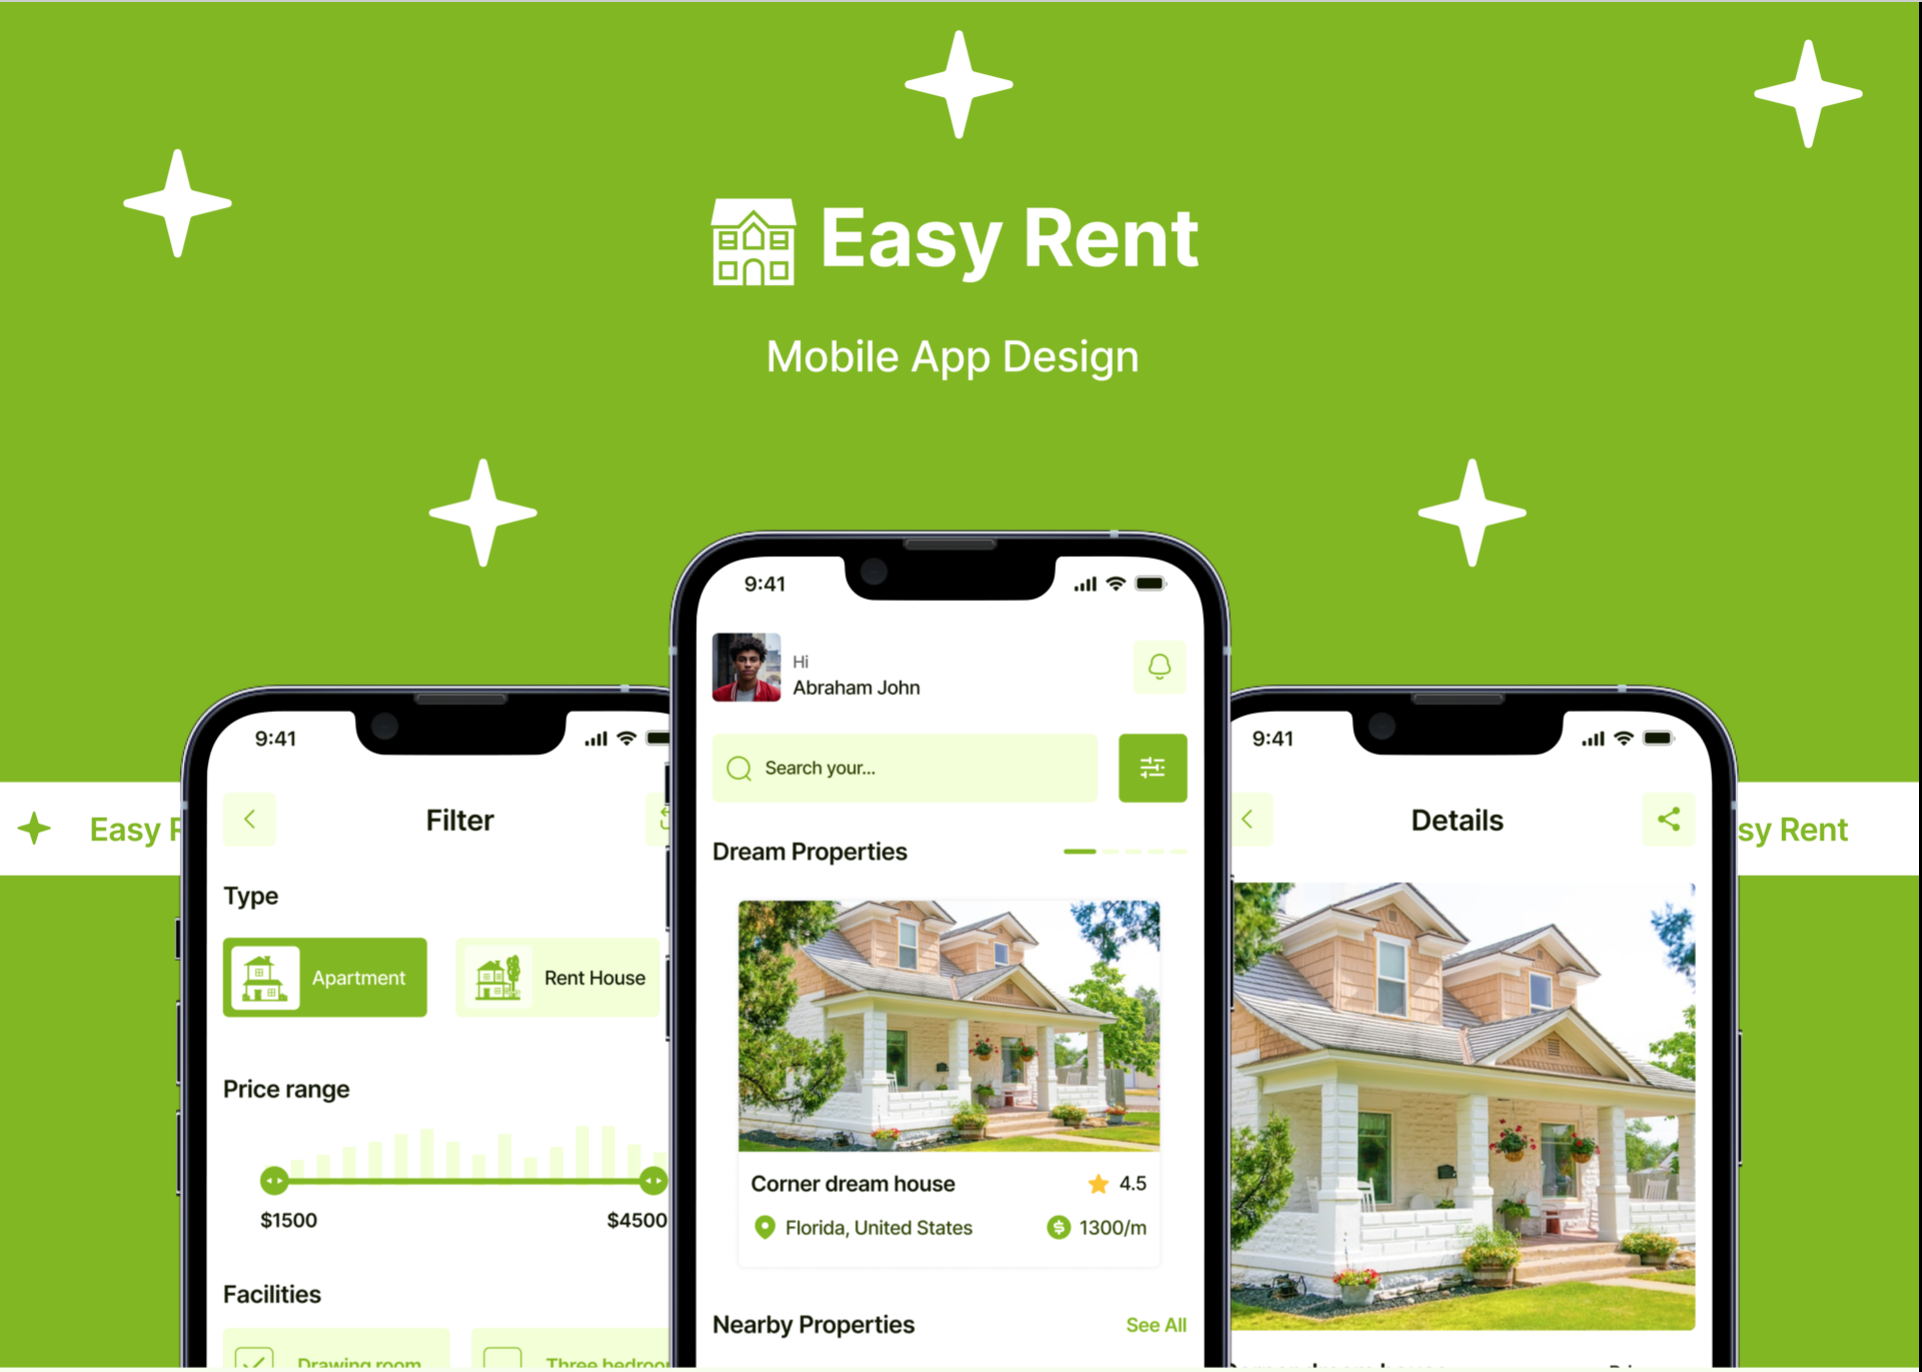 Easy Rent
Mobile App Design
Easy
sy Rent
9:41
Filter
Type
Apartment
Rent House
Price range
$1500
$4500
Facilities
Drawing room
Three
9:41
Hi
Abraham John
Search your...
Dream Properties
Corner dream house
4.5
Florida, United States
1300/m
Nearby Properties
See All
9:41
Details